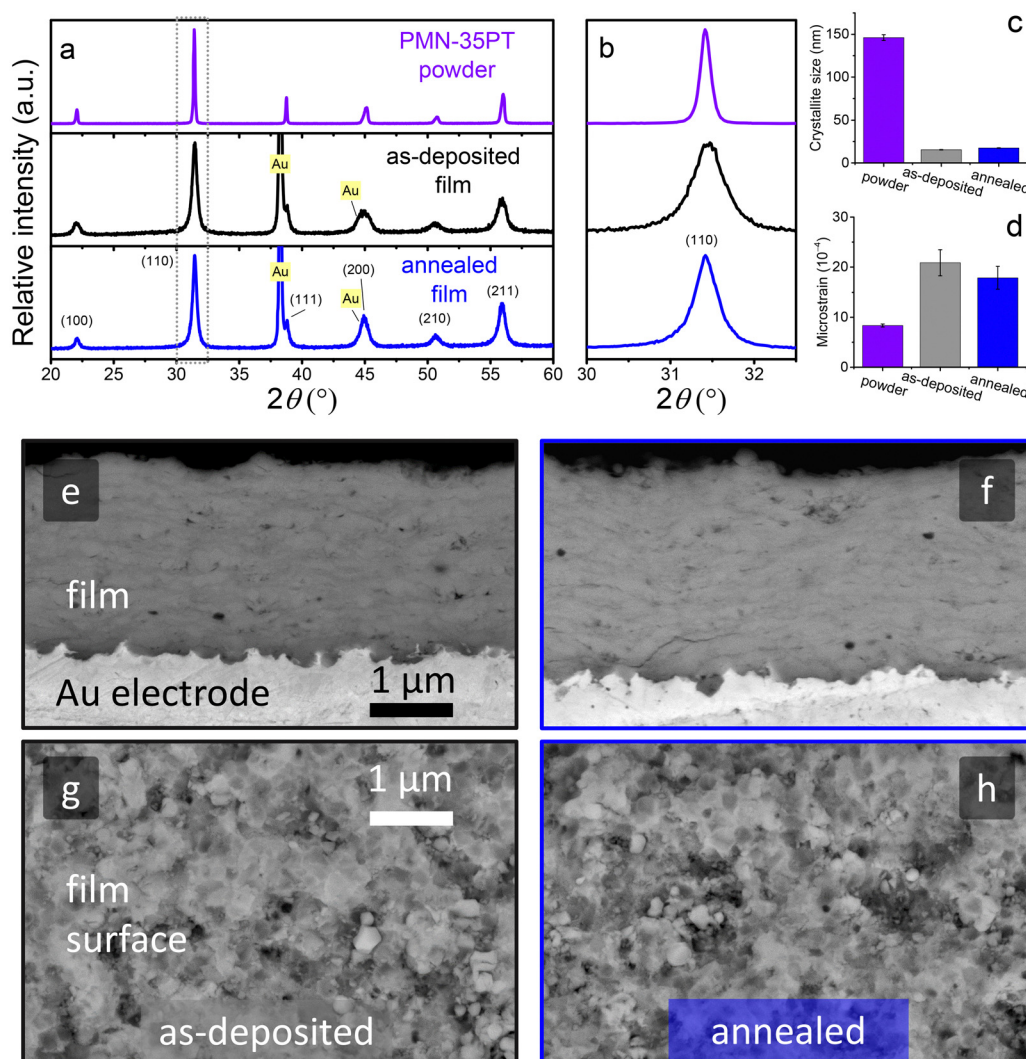 Relative intensity (a.u.)
a
PMN-35PT
powder
as-deposited
film
Au
Au
annealed
film
(100)
(110)
Au
(111)
Au
(200)
(210)
(211)
20 25 30 35 40 45 50 55 60
2θ (°)
b
(110)
30 31 32
2θ (°)
c
Crystallite size (nm)
150
100
50
0
powder
as-deposited
annealed
d
Microstrain (10⁻⁴)
30
20
10
0
powder
as-deposited
annealed
e
film
Au electrode
1 µm
f
g
1 µm
film
surface
as-deposited
h
annealed